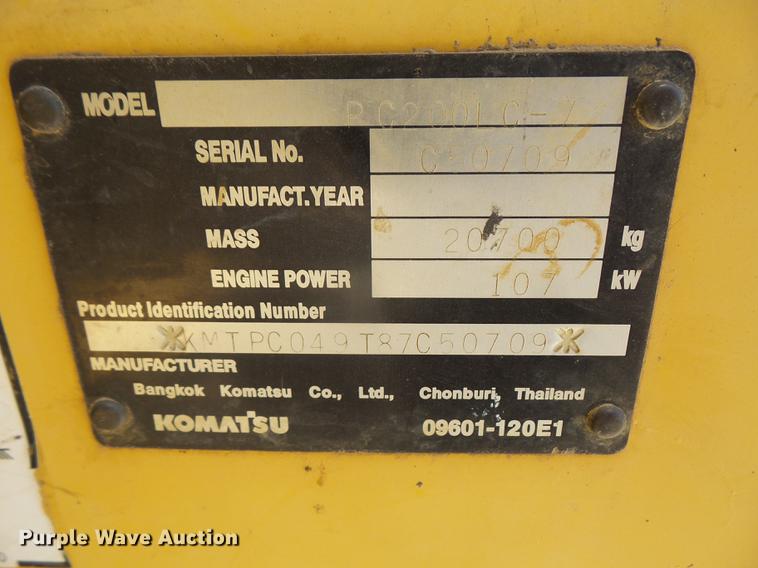 MODEL PC200LC-7
SERIAL No. C50709
MANUFACT.YEAR
MASS 20700 kg
ENGINE POWER 107 kW
Product Identification Number
*KMTPC049T87C50709*
MANUFACTURER
Bangkok Komatsu Co., Ltd., Chonburi, Thailand
KOMATSU 09601-120E1
Purple Wave Auction